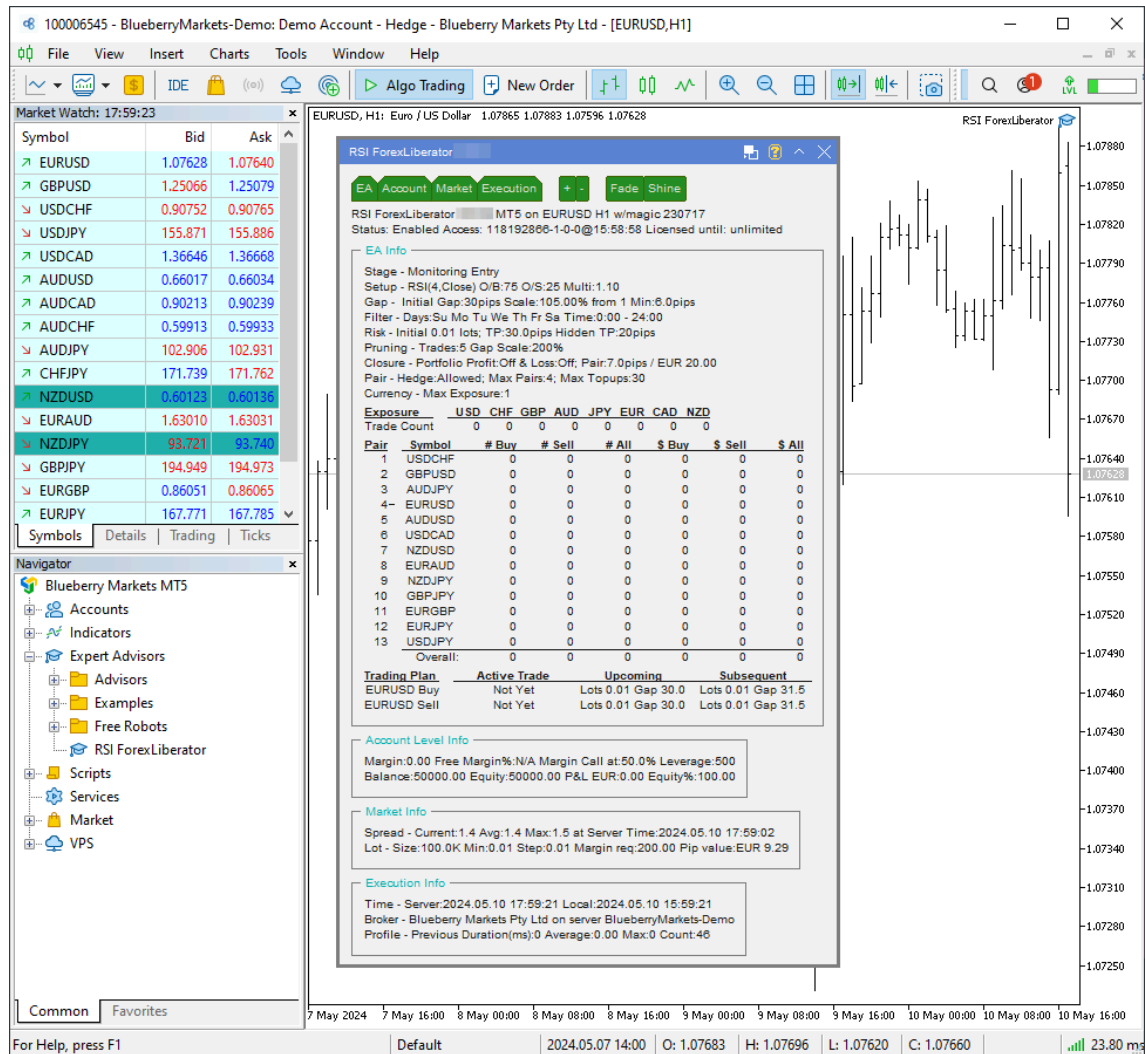 100006545 - BlueberryMarkets-Demo: Demo Account - Hedge - Blueberry Markets Pty Ltd - [EURUSD,H1]
File View Insert Charts Tools Window Help
IDE Algo Trading New Order 1 LVL
Market Watch: 17:59:23
Symbol Bid Ask
EURUSD 1.07628 1.07640
GBPUSD 1.25066 1.25079
USDCHF 0.90752 0.90765
USDJPY 155.871 155.886
USDCAD 1.36646 1.36668
AUDUSD 0.66017 0.66034
AUDCAD 0.90213 0.90239
AUDCHF 0.59913 0.59933
AUDJPY 102.906 102.931
CHFJPY 171.739 171.762
NZDUSD 0.60123 0.60136
EURAUD 1.63010 1.63031
NZDJPY 93.721 93.740
GBPJPY 194.949 194.973
EURGBP 0.86051 0.86065
EURJPY 167.771 167.785
Symbols Details Trading Ticks
Navigator
Blueberry Markets MT5
Accounts
Indicators
Expert Advisors
Advisors
Examples
Free Robots
RSI ForexLiberator
Scripts
Services
Market
VPS
Common Favorites
EURUSD, H1: Euro / US Dollar 1.07865 1.07883 1.07596 1.07628
RSI ForexLiberator
RSI ForexLiberator
EA Account Market Execution + - Fade Shine
RSI ForexLiberator MT5 on EURUSD H1 w/magic 230717
Status: Enabled Access: 118192866-1-0-0@15:58:58 Licensed until: unlimited
EA Info
Stage - Monitoring Entry
Setup - RSI(4,Close) O/B:75 O/S:25 Multi:1.10
Gap - Initial Gap:30pips Scale:105.00% from 1 Min:6.0pips
Filter - Days:Su Mo Tu We Th Fr Sa Time:0:00 - 24:00
Risk - Initial 0.01 lots; TP:30.0pips Hidden TP:20pips
Pruning - Trades:5 Gap Scale:200%
Closure - Portfolio Profit:Off & Loss:Off; Pair:7.0pips / EUR 20.00
Pair - Hedge:Allowed; Max Pairs:4; Max Topups:30
Currency - Max Exposure:1
Exposure USD CHF GBP AUD JPY EUR CAD NZD
Trade Count 0 0 0 0 0 0 0 0
Pair Symbol # Buy # Sell # All $ Buy $ Sell $ All
1 USDCHF 0 0 0 0 0 0
2 GBPUSD 0 0 0 0 0 0
3 AUDJPY 0 0 0 0 0 0
4– EURUSD 0 0 0 0 0 0
5 AUDUSD 0 0 0 0 0 0
6 USDCAD 0 0 0 0 0 0
7 NZDUSD 0 0 0 0 0 0
8 EURAUD 0 0 0 0 0 0
9 NZDJPY 0 0 0 0 0 0
10 GBPJPY 0 0 0 0 0 0
11 EURGBP 0 0 0 0 0 0
12 EURJPY 0 0 0 0 0 0
13 USDJPY 0 0 0 0 0 0
Overall: 0 0 0 0 0 0
Trading Plan Active Trade Upcoming Subsequent
EURUSD Buy Not Yet Lots 0.01 Gap 30.0 Lots 0.01 Gap 31.5
EURUSD Sell Not Yet Lots 0.01 Gap 30.0 Lots 0.01 Gap 31.5
Account Level Info
Margin:0.00 Free Margin%:N/A Margin Call at:50.0% Leverage:500
Balance:50000.00 Equity:50000.00 P&L EUR:0.00 Equity%:100.00
Market Info
Spread - Current:1.4 Avg:1.4 Max:1.5 at Server Time:2024.05.10 17:59:02
Lot - Size:100.0K Min:0.01 Step:0.01 Margin req:200.00 Pip value:EUR 9.29
Execution Info
Time - Server:2024.05.10 17:59:21 Local:2024.05.10 15:59:21
Broker - Blueberry Markets Pty Ltd on server BlueberryMarkets-Demo
Profile - Previous Duration(ms):0 Average:0.00 Max:0 Count:46
1.07880
1.07850
1.07820
1.07790
1.07760
1.07730
1.07700
1.07670
1.07640
1.07628
1.07610
1.07580
1.07550
1.07520
1.07490
1.07460
1.07430
1.07400
1.07370
1.07340
1.07310
1.07280
1.07250
7 May 2024 7 May 16:00 8 May 00:00 8 May 08:00 8 May 16:00 9 May 00:00 9 May 08:00 9 May 16:00 10 May 00:00 10 May 08:00 10 May 16:00
For Help, press F1 Default 2024.05.07 14:00 O: 1.07683 H: 1.07696 L: 1.07620 C: 1.07660 23.80 ms